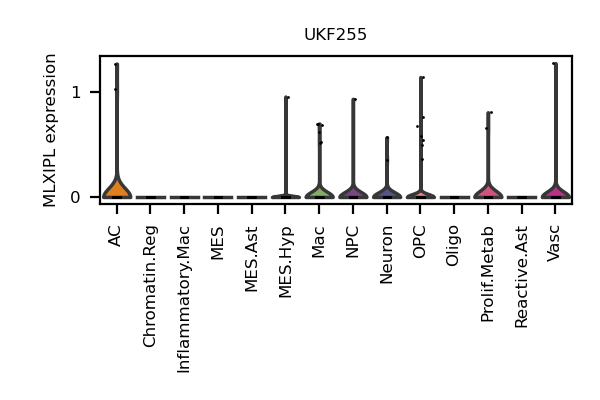 UKF255
MLXIPL expression
1
0
AC
Chromatin.Reg
Inflammatory.Mac
MES
MES.Ast
MES.Hyp
Mac
NPC
Neuron
OPC
Oligo
Prolif.Metab
Reactive.Ast
Vasc